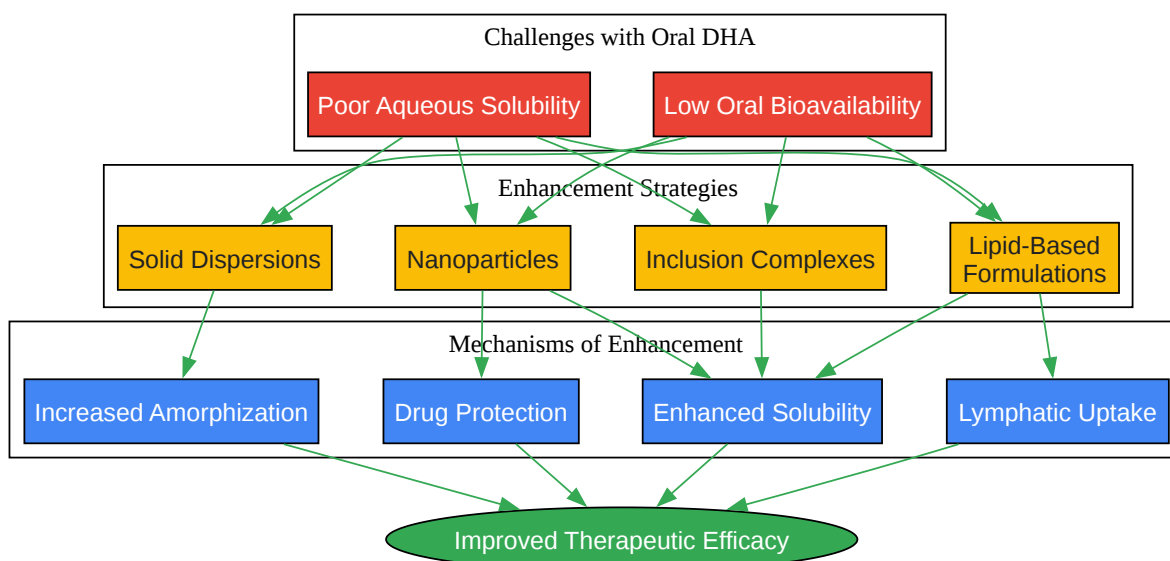 Challenges with Oral DHA
Poor Aqueous Solubility
Low Oral Bioavailability
Enhancement Strategies
Solid Dispersions
Nanoparticles
Inclusion Complexes
Lipid-Based
Formulations
Mechanisms of Enhancement
Increased Amorphization
Drug Protection
Enhanced Solubility
Lymphatic Uptake
Improved Therapeutic Efficacy